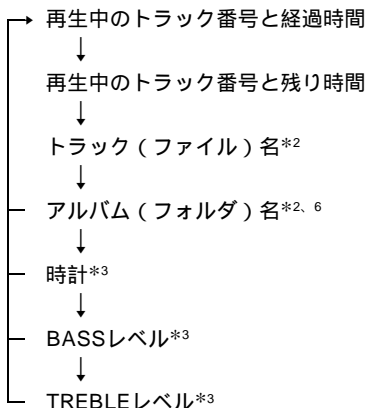 再生中のトラック番号と経過時間
再生中のトラック番号と残り時間
トラック（ファイル）名*2
アルバム（フォルダ）名*2、6
時計*3
BASSレベル*3
TREBLEレベル*3